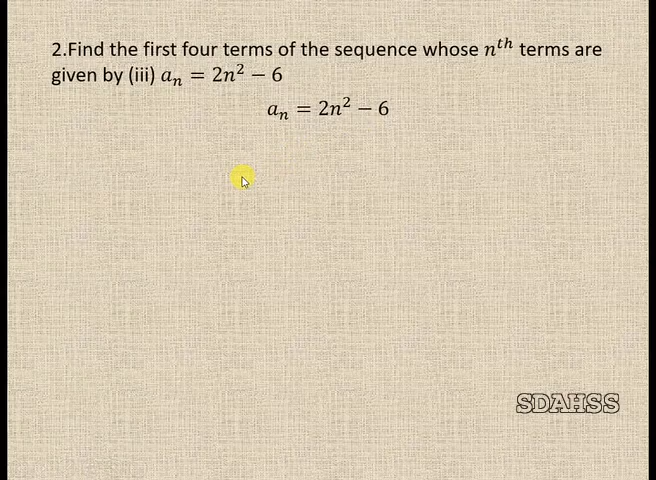 2.Find the first four terms of the sequence whose nᵗʰ terms are
given by (iii) aₙ = 2n² − 6
aₙ = 2n² − 6
SDAHSS